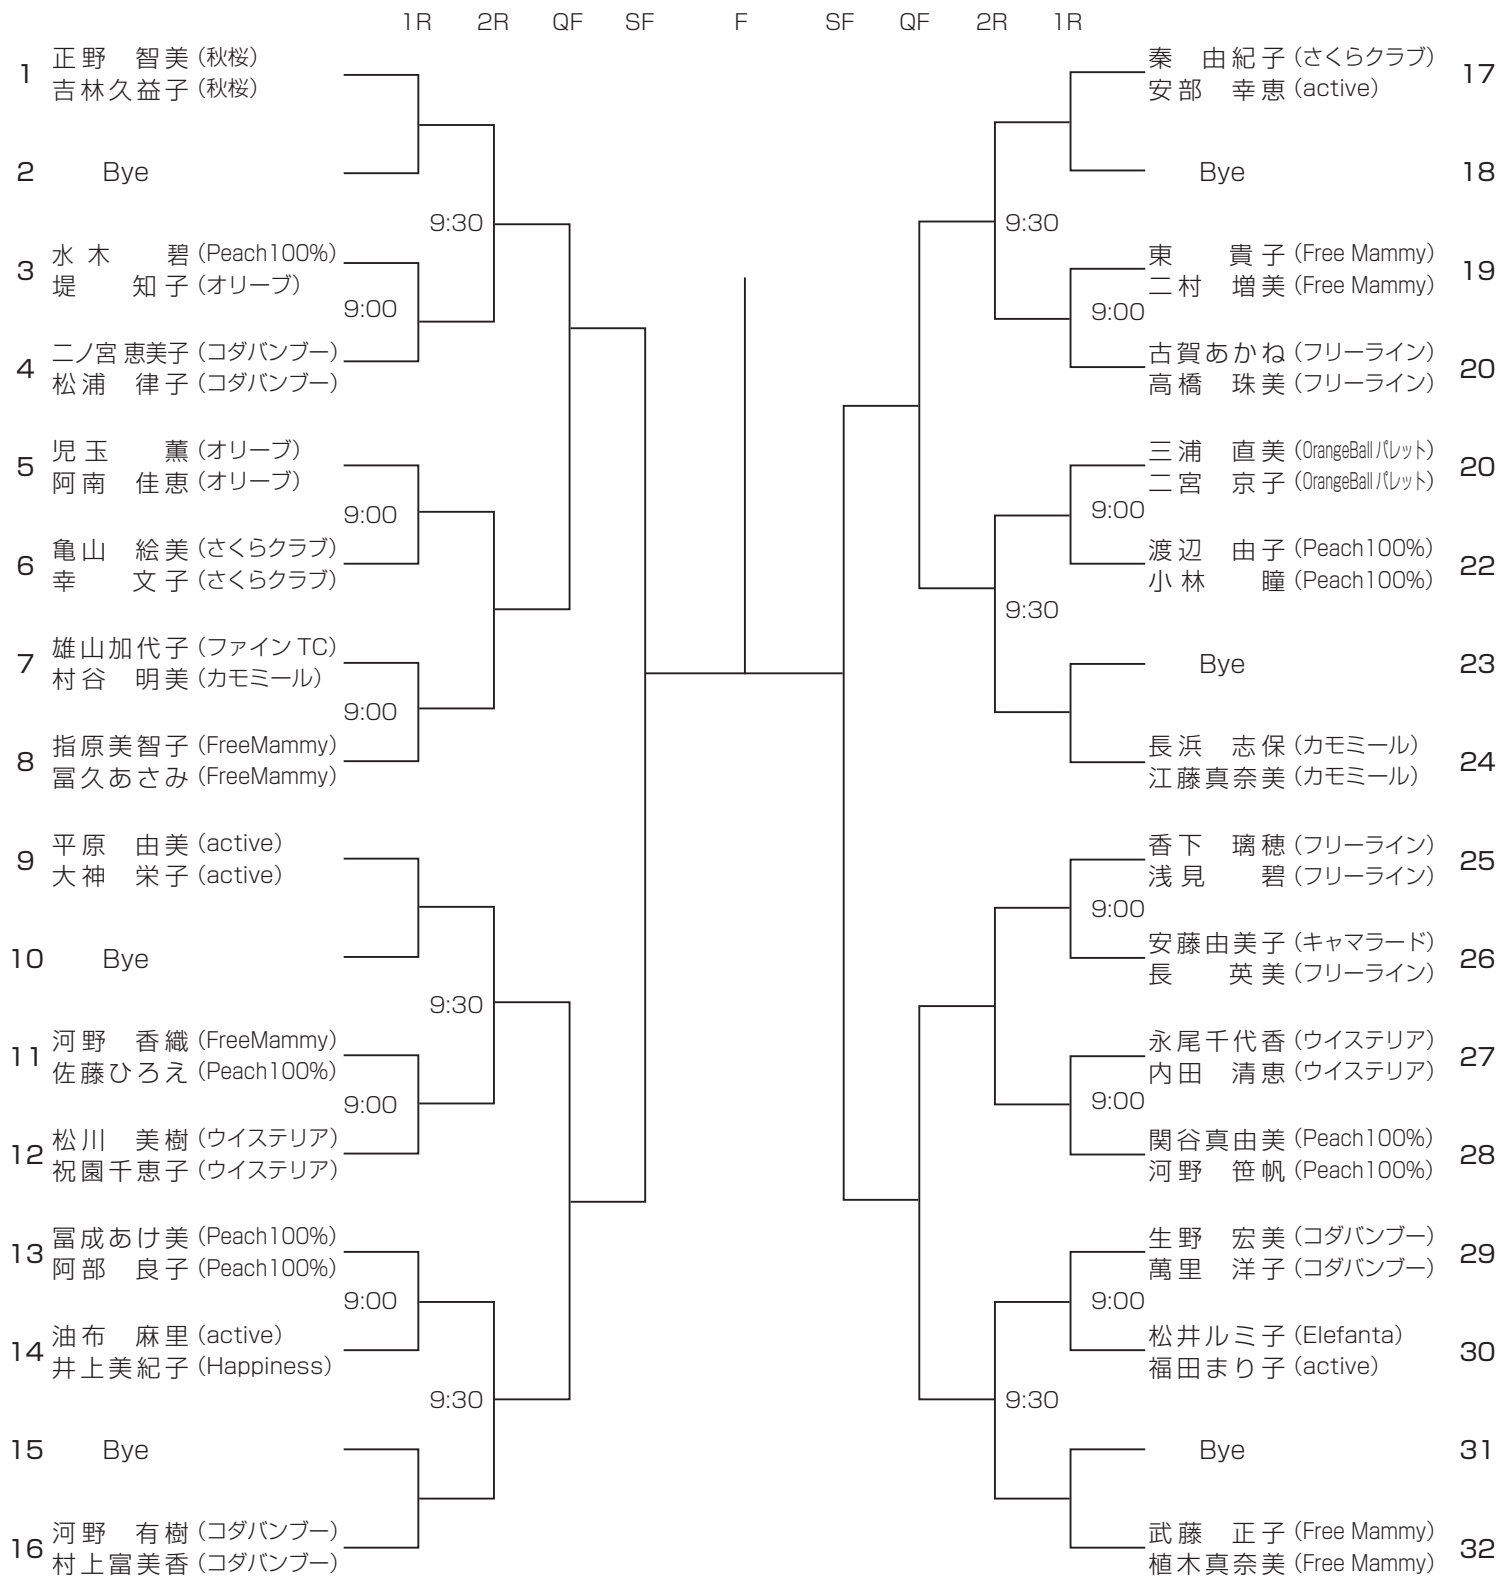 1R 2R QF SF F SF QF 2R 1R
1 正野 智美 (秋桜)
吉林久益子 (秋桜)
2 Bye
9:30
3 水木 碧 (Peach100%)
堤 知子 (オリーブ)
9:00
4 二ノ宮 恵美子 (コダバンブー)
松浦 律子 (コダバンブー)
5 児玉 薫 (オリーブ)
阿南 佳恵 (オリーブ)
9:00
6 亀山 絵美 (さくらクラブ)
幸 文子 (さくらクラブ)
7 雄山加代子 (ファイン TC)
村谷 明美 (カモミール)
9:00
8 指原美智子 (FreeMammy)
冨久あさみ (FreeMammy)
9 平原 由美 (active)
大神 栄子 (active)
10 Bye
9:30
11 河野 香織 (FreeMammy)
佐藤ひろえ (Peach100%)
9:00
12 松川 美樹 (ウイステリア)
祝園千恵子 (ウイステリア)
13 冨成あけ美 (Peach100%)
阿部 良子 (Peach100%)
9:00
14 油布 麻里 (active)
井上美紀子 (Happiness)
9:30
15 Bye
16 河野 有樹 (コダバンブー)
村上富美香 (コダバンブー)
秦 由紀子 (さくらクラブ) 17
安部 幸恵 (active)
Bye 18
9:30
東 貴子 (Free Mammy) 19
二村 増美 (Free Mammy)
9:00
古賀あかね (フリーライン) 20
高橋 珠美 (フリーライン)
三浦 直美 (OrangeBallパレット) 20
二宮 京子 (OrangeBallパレット)
9:00
渡辺 由子 (Peach100%) 22
小林 瞳 (Peach100%)
9:30
Bye 23
長浜 志保 (カモミール) 24
江藤真奈美 (カモミール)
香下 璃穂 (フリーライン) 25
浅見 碧 (フリーライン)
9:00
安藤由美子 (キャマラード) 26
長 英美 (フリーライン)
永尾千代香 (ウイステリア) 27
内田 清恵 (ウイステリア)
9:00
関谷真由美 (Peach100%) 28
河野 笹帆 (Peach100%)
生野 宏美 (コダバンブー) 29
萬里 洋子 (コダバンブー)
9:00
松井ルミ子 (Elefanta) 30
福田まり子 (active)
9:30
Bye 31
武藤 正子 (Free Mammy) 32
植木真奈美 (Free Mammy)